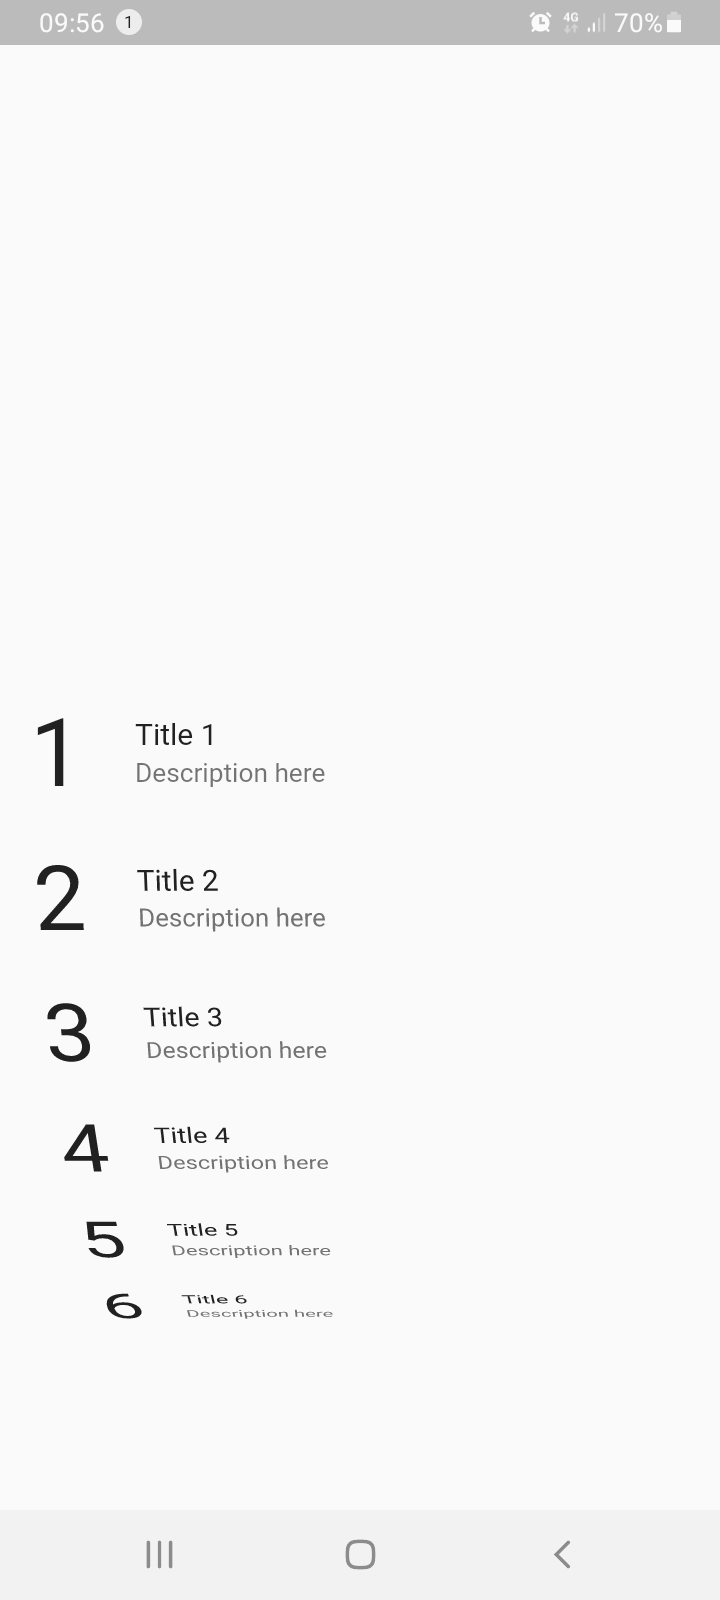 09:56 1 4G 70%
1
Title 1
Description here
2
Title 2
Description here
3
Title 3
Description here
4
Title 4
Description here
5
Title 5
Description here
6
Title 6
Description here